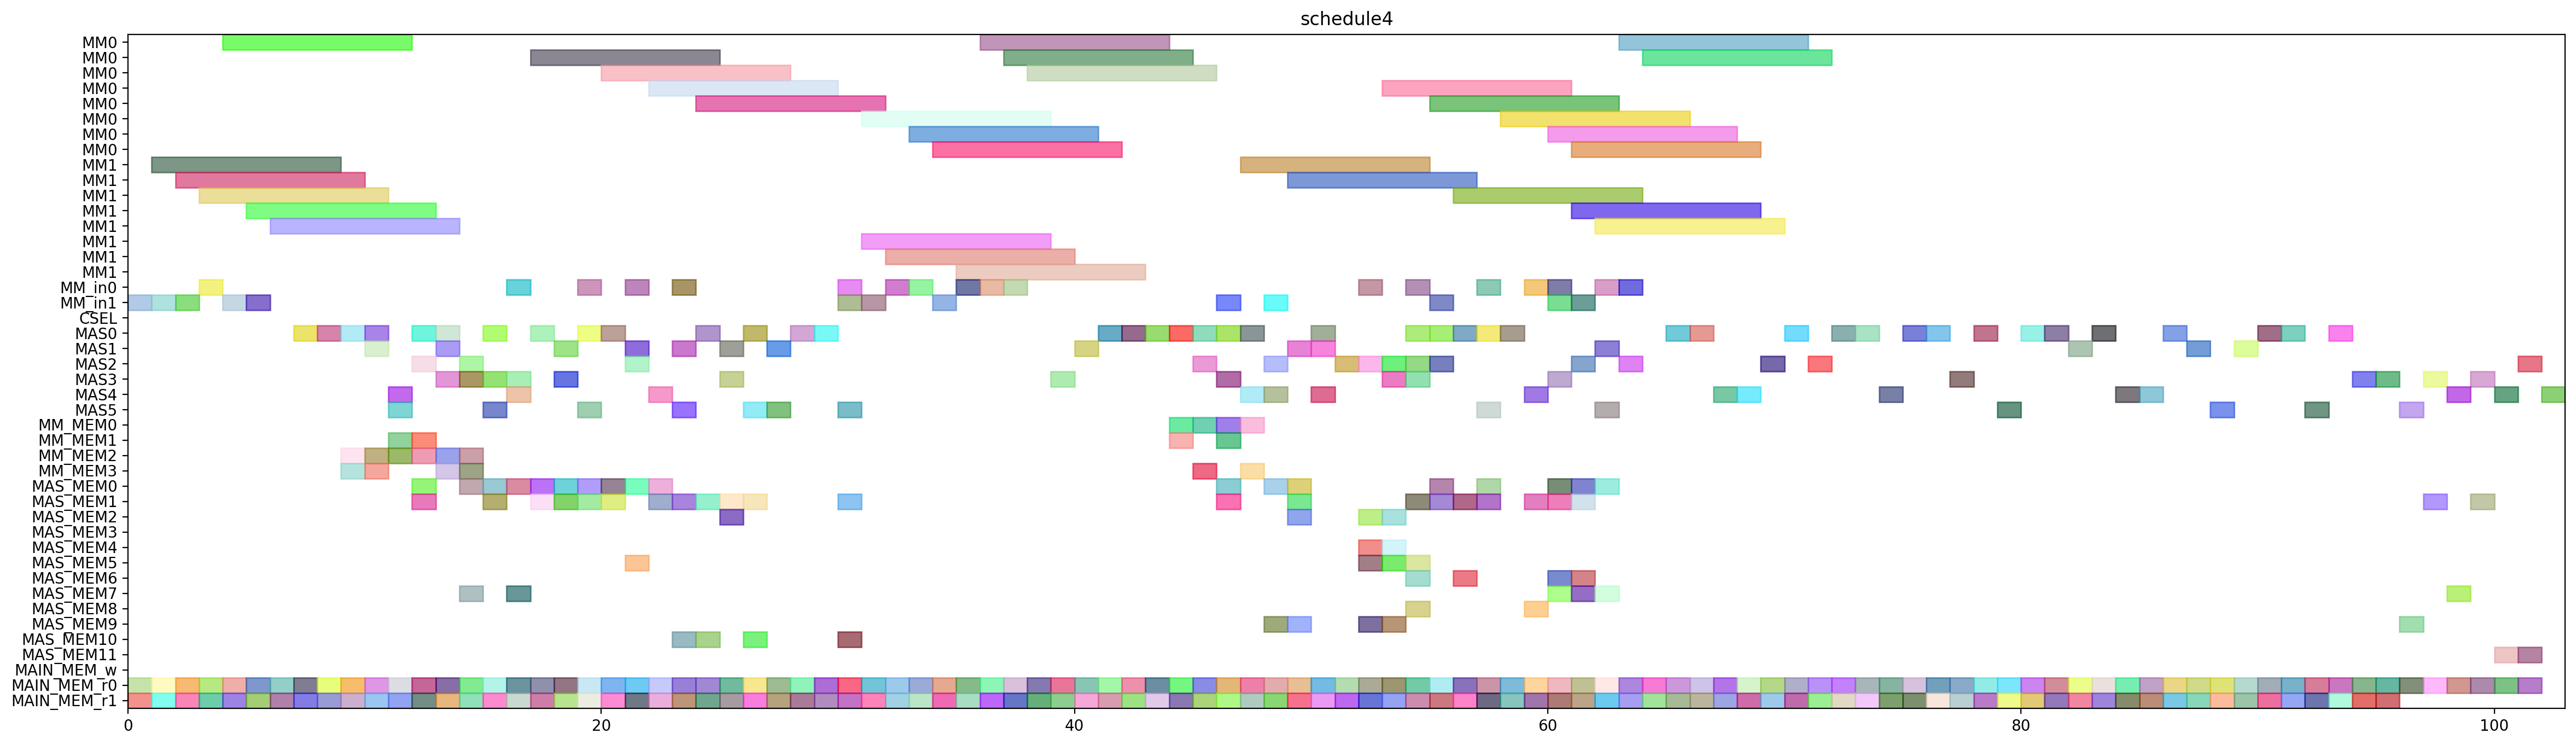 schedule4
MM0
MM0
MM0
MM0
MM0
MM0
MM0
MM0
MM1
MM1
MM1
MM1
MM1
MM1
MM1
MM1
MM_in0
MM_in1
CSEL
MAS0
MAS1
MAS2
MAS3
MAS4
MAS5
MM_MEM0
MM_MEM1
MM_MEM2
MM_MEM3
MAS_MEM0
MAS_MEM1
MAS_MEM2
MAS_MEM3
MAS_MEM4
MAS_MEM5
MAS_MEM6
MAS_MEM7
MAS_MEM8
MAS_MEM9
MAS_MEM10
MAS_MEM11
MAIN_MEM_w
MAIN_MEM_r0
MAIN_MEM_r1
0 20 40 60 80 100